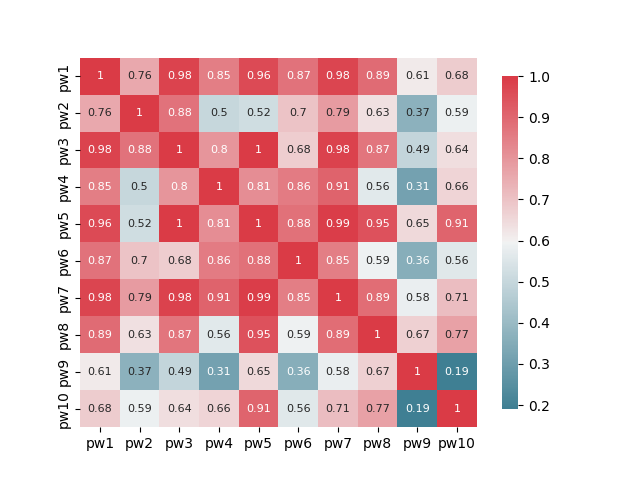 pw1 1 0.76 0.98 0.85 0.96 0.87 0.98 0.89 0.61 0.68
pw2 0.76 1 0.88 0.5 0.52 0.7 0.79 0.63 0.37 0.59
pw3 0.98 0.88 1 0.8 1 0.68 0.98 0.87 0.49 0.64
pw4 0.85 0.5 0.8 1 0.81 0.86 0.91 0.56 0.31 0.66
pw5 0.96 0.52 1 0.81 1 0.88 0.99 0.95 0.65 0.91
pw6 0.87 0.7 0.68 0.86 0.88 1 0.85 0.59 0.36 0.56
pw7 0.98 0.79 0.98 0.91 0.99 0.85 1 0.89 0.58 0.71
pw8 0.89 0.63 0.87 0.56 0.95 0.59 0.89 1 0.67 0.77
pw9 0.61 0.37 0.49 0.31 0.65 0.36 0.58 0.67 1 0.19
pw10 0.68 0.59 0.64 0.66 0.91 0.56 0.71 0.77 0.19 1
pw1 pw2 pw3 pw4 pw5 pw6 pw7 pw8 pw9 pw10
1.0
0.9
0.8
0.7
0.6
0.5
0.4
0.3
0.2